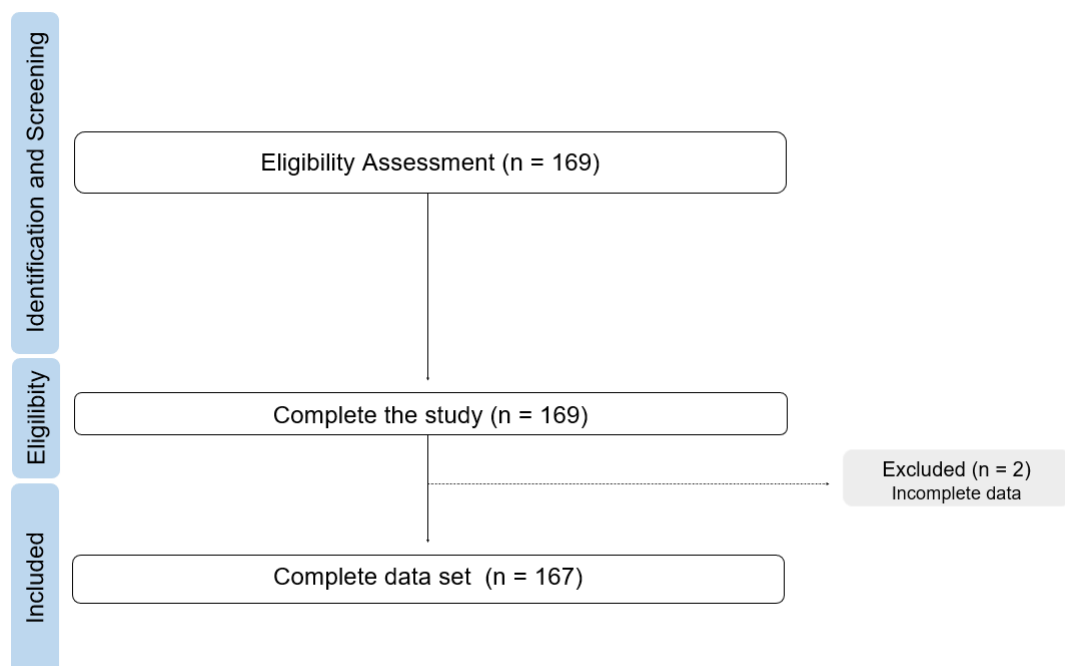 Identification and Screening
Eligibility Assessment (n = 169)
Eligilibity
Complete the study (n = 169)
Excluded (n = 2)
Incomplete data
Included
Complete data set (n = 167)